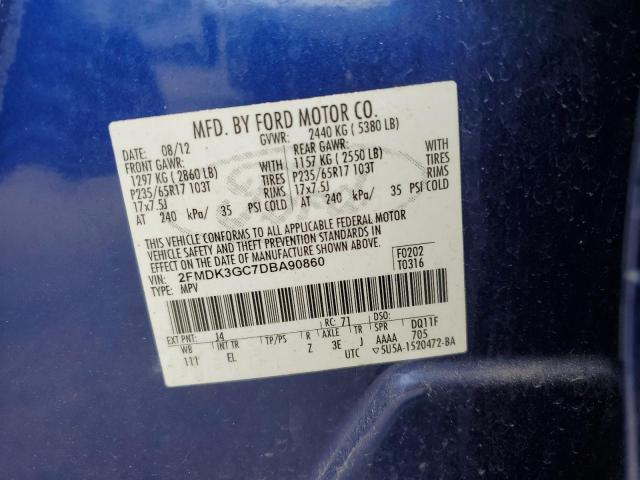 MFD. BY FORD MOTOR CO.
DATE: 08/12 GVWR: 2440 KG ( 5380 LB)
FRONT GAWR: REAR GAWR:
1297 KG ( 2860 LB) WITH TIRES 1157 KG ( 2550 LB) WITH TIRES
P235/65R17 103T RIMS P235/65R17 103T RIMS
17x7.5J 17x7.5J
AT 240 kPa/ 35 PSI COLD AT 240 kPa/ 35 PSI COLD
THIS VEHICLE CONFORMS TO ALL APPLICABLE FEDERAL MOTOR
VEHICLE SAFETY AND THEFT PREVENTION STANDARDS IN
EFFECT ON THE DATE OF MANUFACTURE SHOWN ABOVE.
VIN: 2FMDK3GC7DBA90860 F0202
TYPE: MPV T0316
EXT PNT: J4 RC: 71 DSO:
WB INT TR TP/PS R AXLE TR SPR DQ11F
111 EL Z 3E J AAAA 705
UTC ▽5U5A-1520472-BA